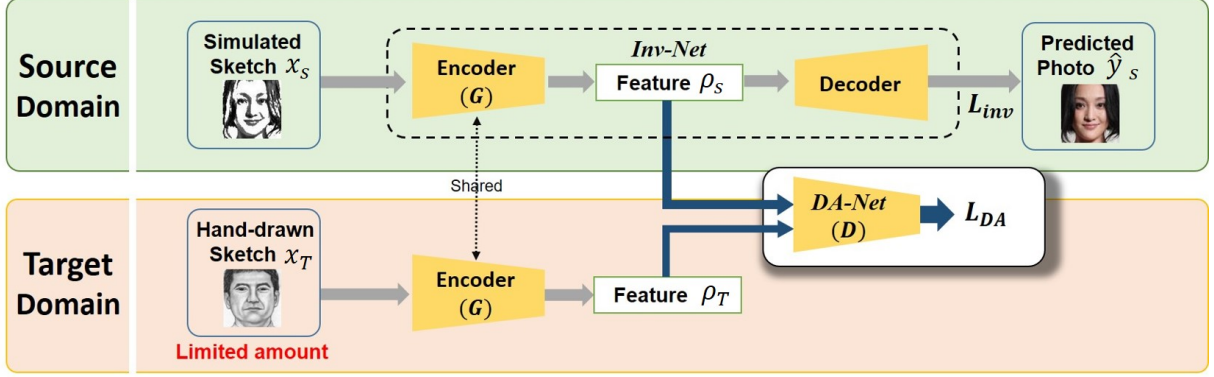 Source
Domain
Simulated
Sketch x_S
Encoder
(G)
Inv-Net
Feature ρ_S
Decoder
L_inv
Predicted
Photo ŷ_S
Shared
DA-Net
(D)
L_DA
Target
Domain
Hand-drawn
Sketch x_T
Limited amount
Encoder
(G)
Feature ρ_T